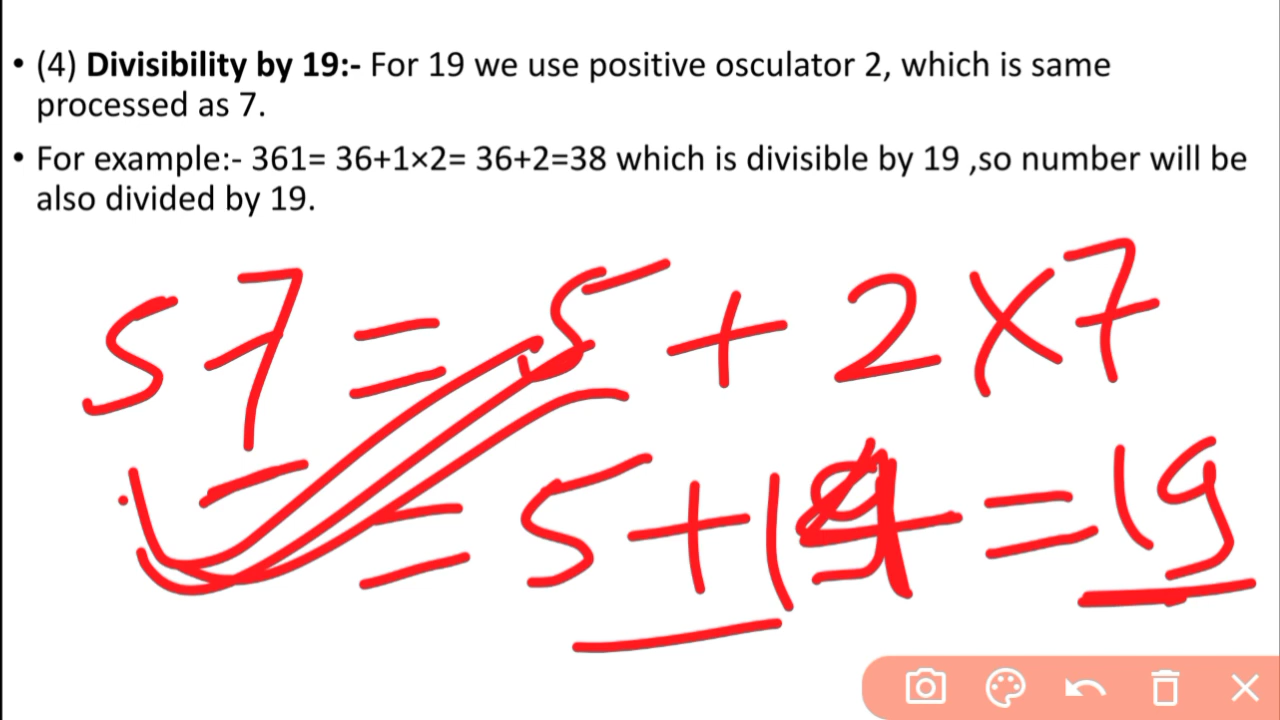 • (4) Divisibility by 19:- For 19 we use positive osculator 2, which is same
processed as 7.
• For example:- 361= 36+1×2= 36+2=38 which is divisible by 19 ,so number will be
also divided by 19.
57 = 5 + 2 × 7
= 5 + 14 = 19